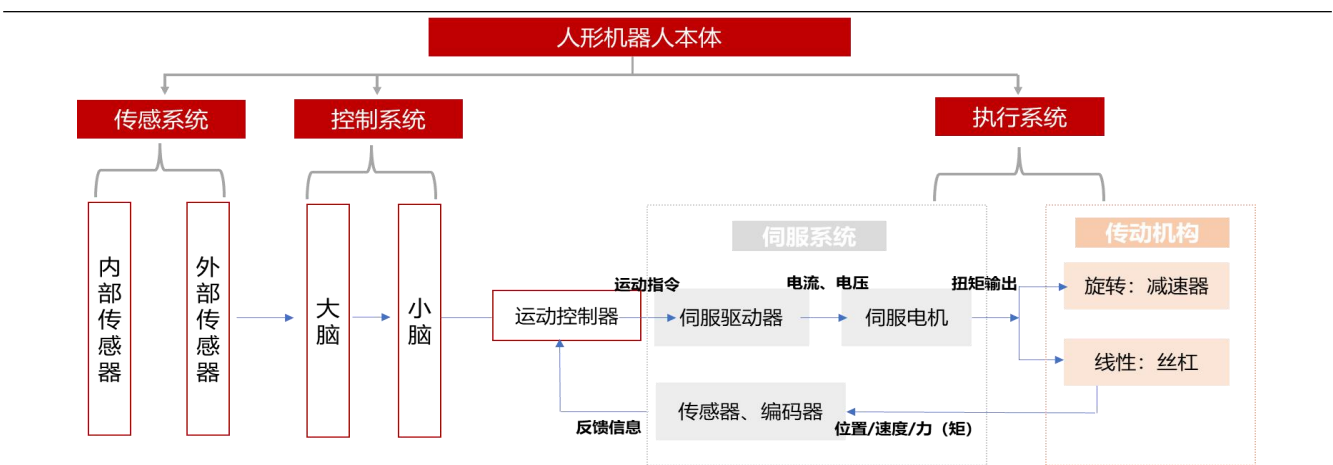 人形机器人本体
传感系统
控制系统
执行系统
内部传感器
外部传感器
大脑
小脑
运动控制器
运动指令
伺服系统
伺服驱动器
电流、电压
伺服电机
扭矩输出
传动机构
旋转：减速器
线性：丝杠
传感器、编码器
反馈信息
位置/速度/力（矩）